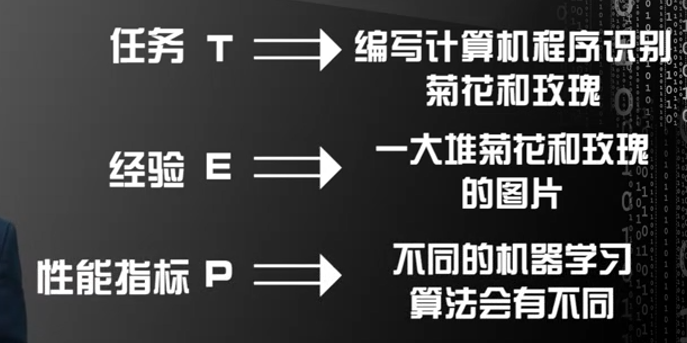 任务 T
编写计算机程序识别
菊花和玫瑰
经验 E
一大堆菊花和玫瑰
的图片
性能指标 P
不同的机器学习
算法会有不同